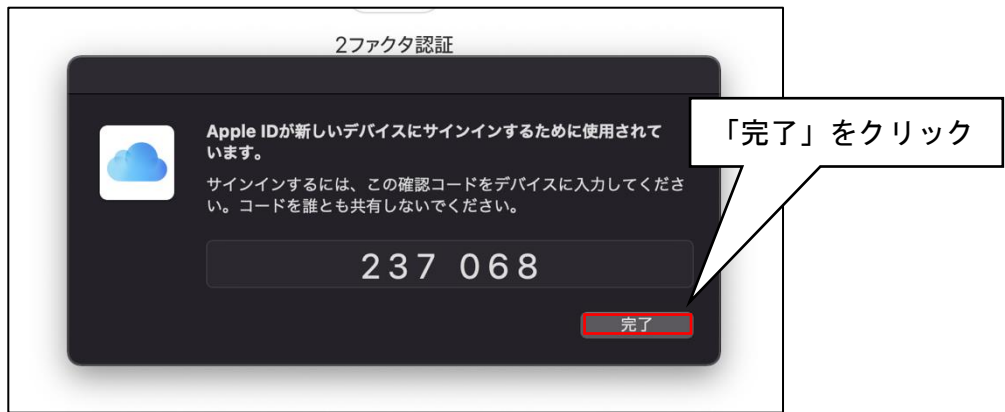 2ファクタ認証
Apple IDが新しいデバイスにサインインするために使用されて
います。
サインインするには、この確認コードをデバイスに入力してくださ
い。コードを誰とも共有しないでください。
237 068
完了
「完了」をクリック